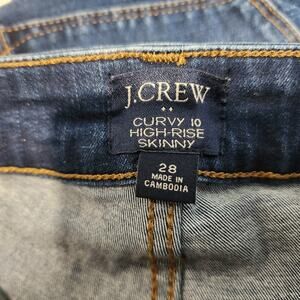 J.CREW
CURVY 10
HIGH-RISE
SKINNY
28
MADE IN
CAMBODIA